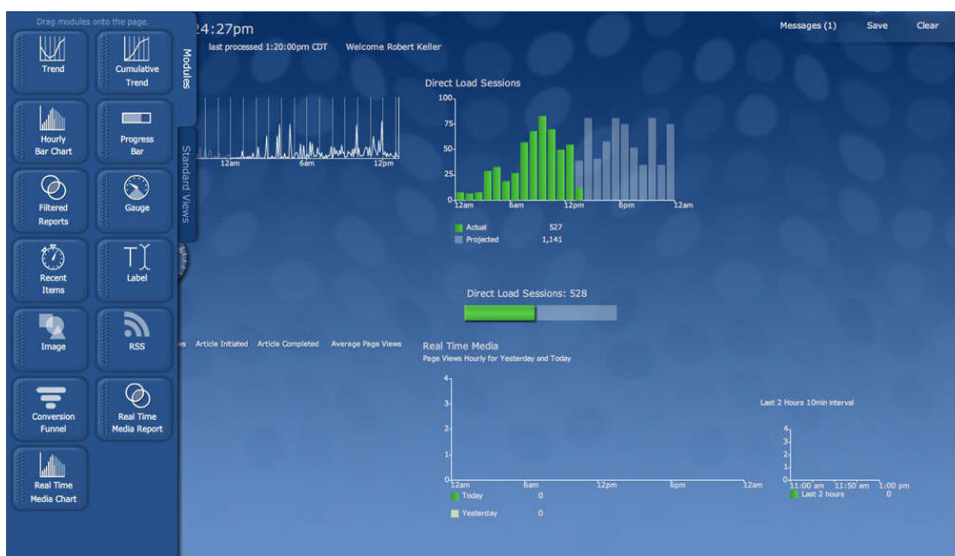 Drag modules onto the page.
Trend
Cumulative
Trend
Hourly
Bar Chart
Progress
Bar
Filtered
Reports
Gauge
Recent
Items
Label
Image
RSS
Conversion
Funnel
Real Time
Media Report
Real Time
Media Chart
Modules
Standard Views
24:27pm
last processed 1:20:00pm CDT Welcome Robert Keller
Messages (1) Save Clear
12am 6am 12pm
Direct Load Sessions
100
75
50
25
0
12am 6am 12pm 6pm 12am
Actual 527
Projected 1,141
Direct Load Sessions: 528
Article Initiated Article Completed Average Page Views
Real Time Media
Page Views Hourly for Yesterday and Today
4
3
2
1
0
12am 6am 12pm 6pm 12am
Today 0
Yesterday 0
Last 2 Hours 10min interval
4
3
2
1
0
11:00 am 11:50 am 1:00 pm
Last 2 hours 0